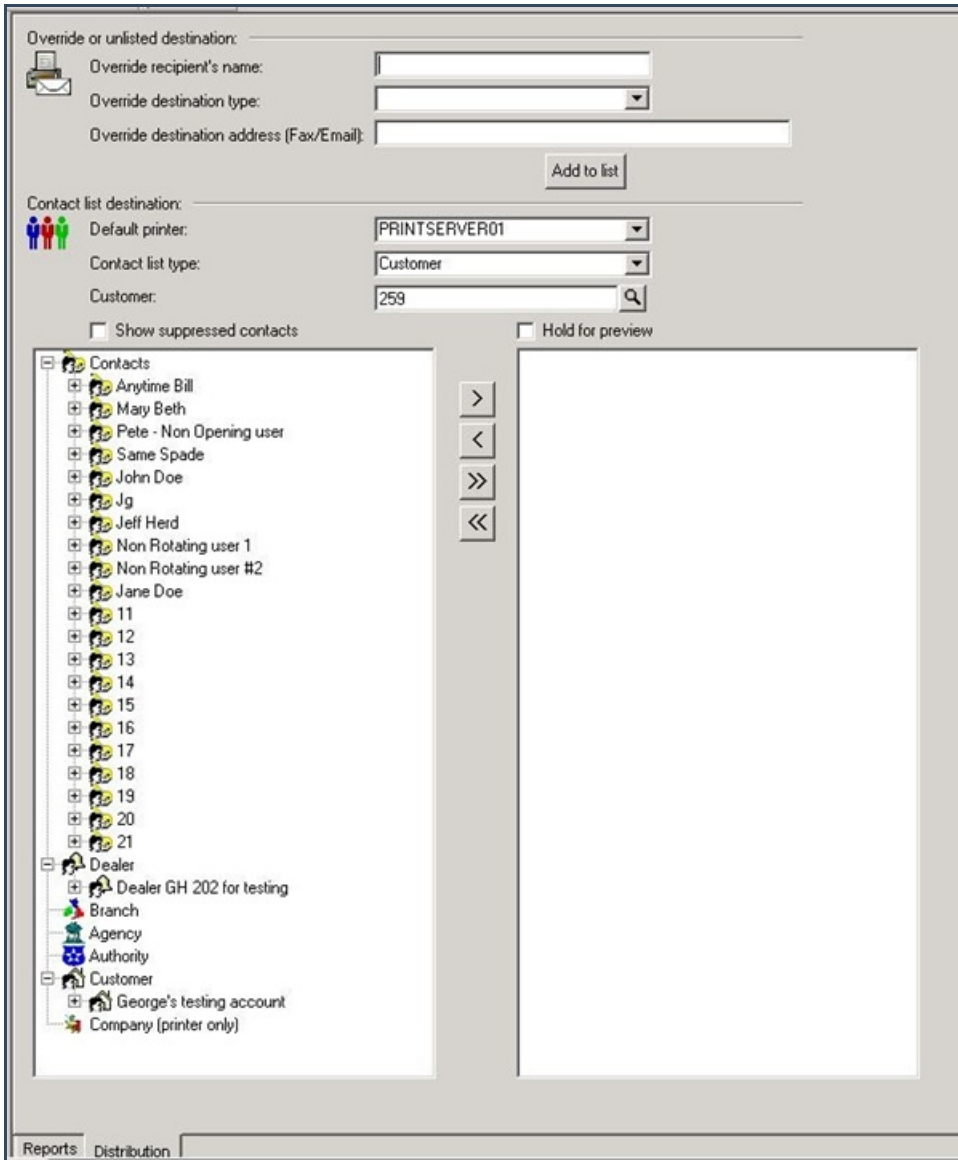 Override or unlisted destination:
Override recipient's name:
Override destination type:
Override destination address (Fax/Email):
Add to list
Contact list destination:
Default printer: PRINTSERVER01
Contact list type: Customer
Customer: 259
Show suppressed contacts
Hold for preview
Contacts
Anytime Bill
Mary Beth
Pete - Non Opening user
Same Spade
John Doe
Jg
Jeff Herd
Non Rotating user 1
Non Rotating user #2
Jane Doe
11
12
13
14
15
16
17
18
19
20
21
Dealer
Dealer GH 202 for testing
Branch
Agency
Authority
Customer
George's testing account
Company (printer only)
>
<
>>
<<
Reports Distribution